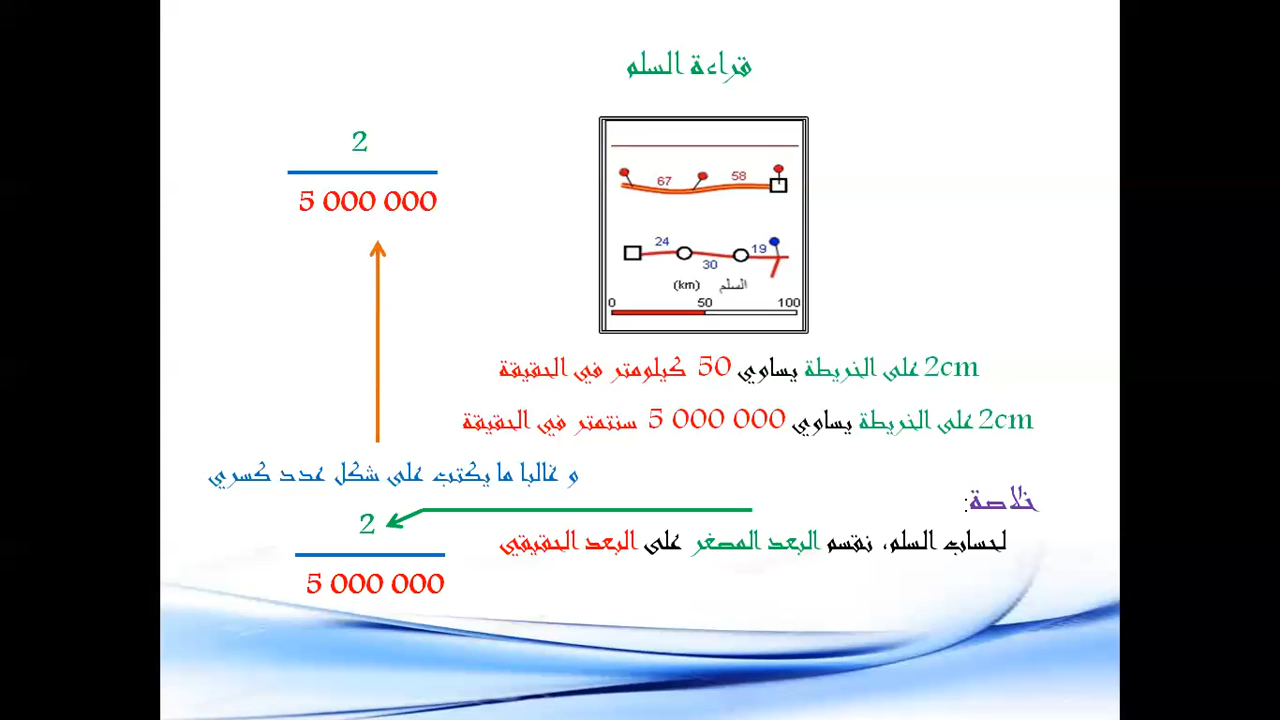 قراءة السلم
2
5 000 000
67
58
24
30
19
السلم (km)
0 50 100
2cm على الخريطة يساوي 50 كيلومتر في الحقيقة
2cm على الخريطة يساوي 5 000 000 سنتمتر في الحقيقة
و غالبا ما يكتب على شكل عدد كسري
خلاصة:
لحساب السلم، نقسم البعد المصغر على البعد الحقيقي
2
5 000 000